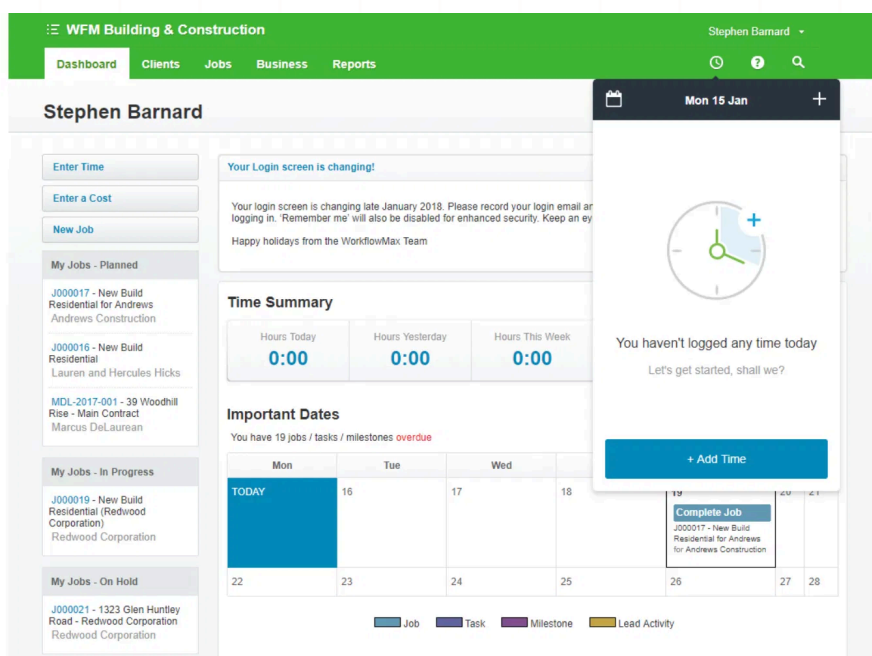 WFM Building & Construction
Stephen Barnard
Dashboard Clients Jobs Business Reports
Stephen Barnard
Mon 15 Jan
You haven't logged any time today
Let's get started, shall we?
+ Add Time
Enter Time
Enter a Cost
New Job
My Jobs - Planned
J000017 - New Build
Residential for Andrews
Andrews Construction
J000016 - New Build
Residential
Lauren and Hercules Hicks
MDL-2017-001 - 39 Woodhill
Rise - Main Contract
Marcus DeLaurean
My Jobs - In Progress
J000019 - New Build
Residential (Redwood
Corporation)
Redwood Corporation
My Jobs - On Hold
J000021 - 1323 Glen Huntley
Road - Redwood Corporation
Redwood Corporation
Your Login screen is changing!
Your login screen is changing late January 2018. Please record your login email
logging in. 'Remember me' will also be disabled for enhanced security. Keep an
Happy holidays from the WorkflowMax Team
Time Summary
Hours Today Hours Yesterday Hours This Week
0:00 0:00 0:00
Important Dates
You have 19 jobs / tasks / milestones overdue
Mon Tue Wed
TODAY 16 17 18 19 20 21
Complete Job
J000017 - New Build
Residential for Andrews
for Andrews Construction
22 23 24 25 26 27 28
Job Task Milestone Lead Activity